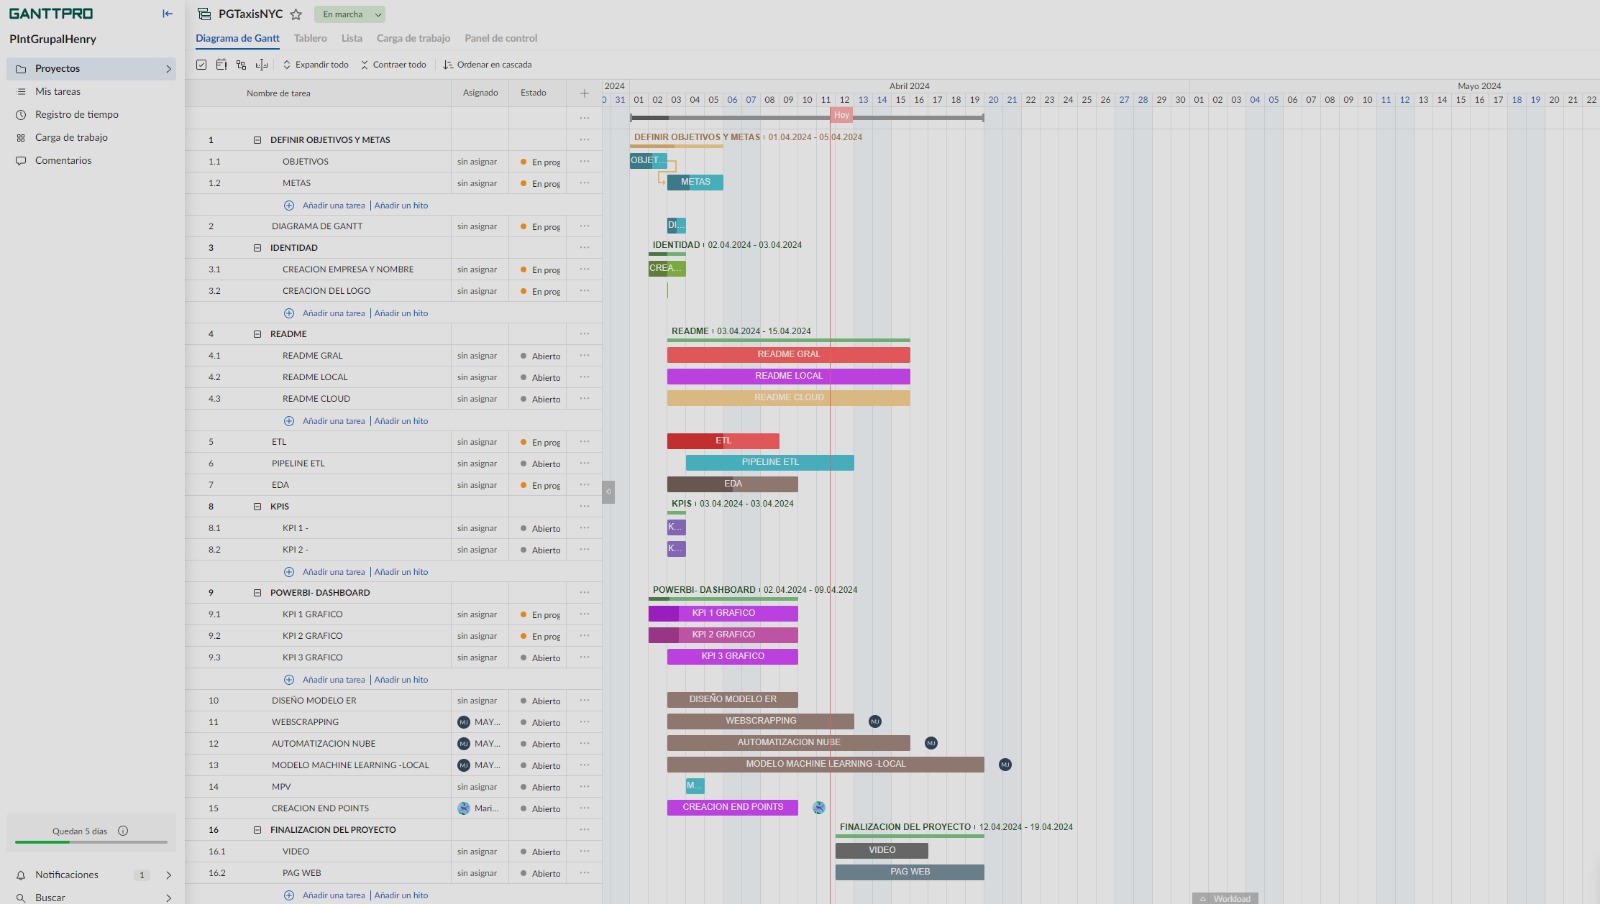 GANTTPRO
PIntGrupalHenry
Proyectos
Mis tareas
Registro de tiempo
Carga de trabajo
Comentarios
Quedan 5 días
Notificaciones 1
Buscar
PGTaxisNYC En marcha
Diagrama de Gantt Tablero Lista Carga de trabajo Panel de control
Expandir todo Contraer todo Ordenar en cascada
Nombre de tarea Asignado Estado
2024 Abril 2024 Mayo 2024
31 01 02 03 04 05 06 07 08 09 10 11 12 13 14 15 16 17 18 19 20 21 22 23 24 25 26 27 28 29 30 01 02 03 04 05 06 07 08 09 10 11 12 13 14 15 16 17 18 19 20 21 22
Hoy
1 DEFINIR OBJETIVOS Y METAS DEFINIR OBJETIVOS Y METAS 01.04.2024 - 05.04.2024
1.1 OBJETIVOS sin asignar En prog OBJET...
1.2 METAS sin asignar En prog METAS
Añadir una tarea | Añadir un hito
2 DIAGRAMA DE GANTT sin asignar En prog DI...
3 IDENTIDAD IDENTIDAD 02.04.2024 - 03.04.2024
3.1 CREACION EMPRESA Y NOMBRE sin asignar En prog CREA...
3.2 CREACION DEL LOGO sin asignar En prog
Añadir una tarea | Añadir un hito
4 README README 03.04.2024 - 15.04.2024
4.1 README GRAL sin asignar Abierto README GRAL
4.2 README LOCAL sin asignar Abierto README LOCAL
4.3 README CLOUD sin asignar Abierto README CLOUD
Añadir una tarea | Añadir un hito
5 ETL sin asignar En prog ETL
6 PIPELINE ETL sin asignar Abierto PIPELINE ETL
7 EDA sin asignar En prog EDA
8 KPIS KPIS 03.04.2024 - 03.04.2024
8.1 KPI 1 - sin asignar Abierto K...
8.2 KPI 2 - sin asignar Abierto K...
Añadir una tarea | Añadir un hito
9 POWERBI- DASHBOARD POWERBI- DASHBOARD 02.04.2024 - 09.04.2024
9.1 KPI 1 GRAFICO sin asignar En prog KPI 1 GRAFICO
9.2 KPI 2 GRAFICO sin asignar En prog KPI 2 GRAFICO
9.3 KPI 3 GRAFICO sin asignar Abierto KPI 3 GRAFICO
Añadir una tarea | Añadir un hito
10 DISEÑO MODELO ER sin asignar Abierto DISEÑO MODELO ER
11 WEBSCRAPPING MJ MAY... Abierto WEBSCRAPPING MJ
12 AUTOMATIZACION NUBE MJ MAY... Abierto AUTOMATIZACION NUBE MJ
13 MODELO MACHINE LEARNING -LOCAL MJ MAY... Abierto MODELO MACHINE LEARNING -LOCAL MJ
14 MPV sin asignar Abierto M...
15 CREACION END POINTS Mari... Abierto CREACION END POINTS
16 FINALIZACION DEL PROYECTO FINALIZACION DEL PROYECTO 12.04.2024 - 19.04.2024
16.1 VIDEO sin asignar Abierto VIDEO
16.2 PAG WEB sin asignar Abierto PAG WEB
Añadir una tarea | Añadir un hito
Workload